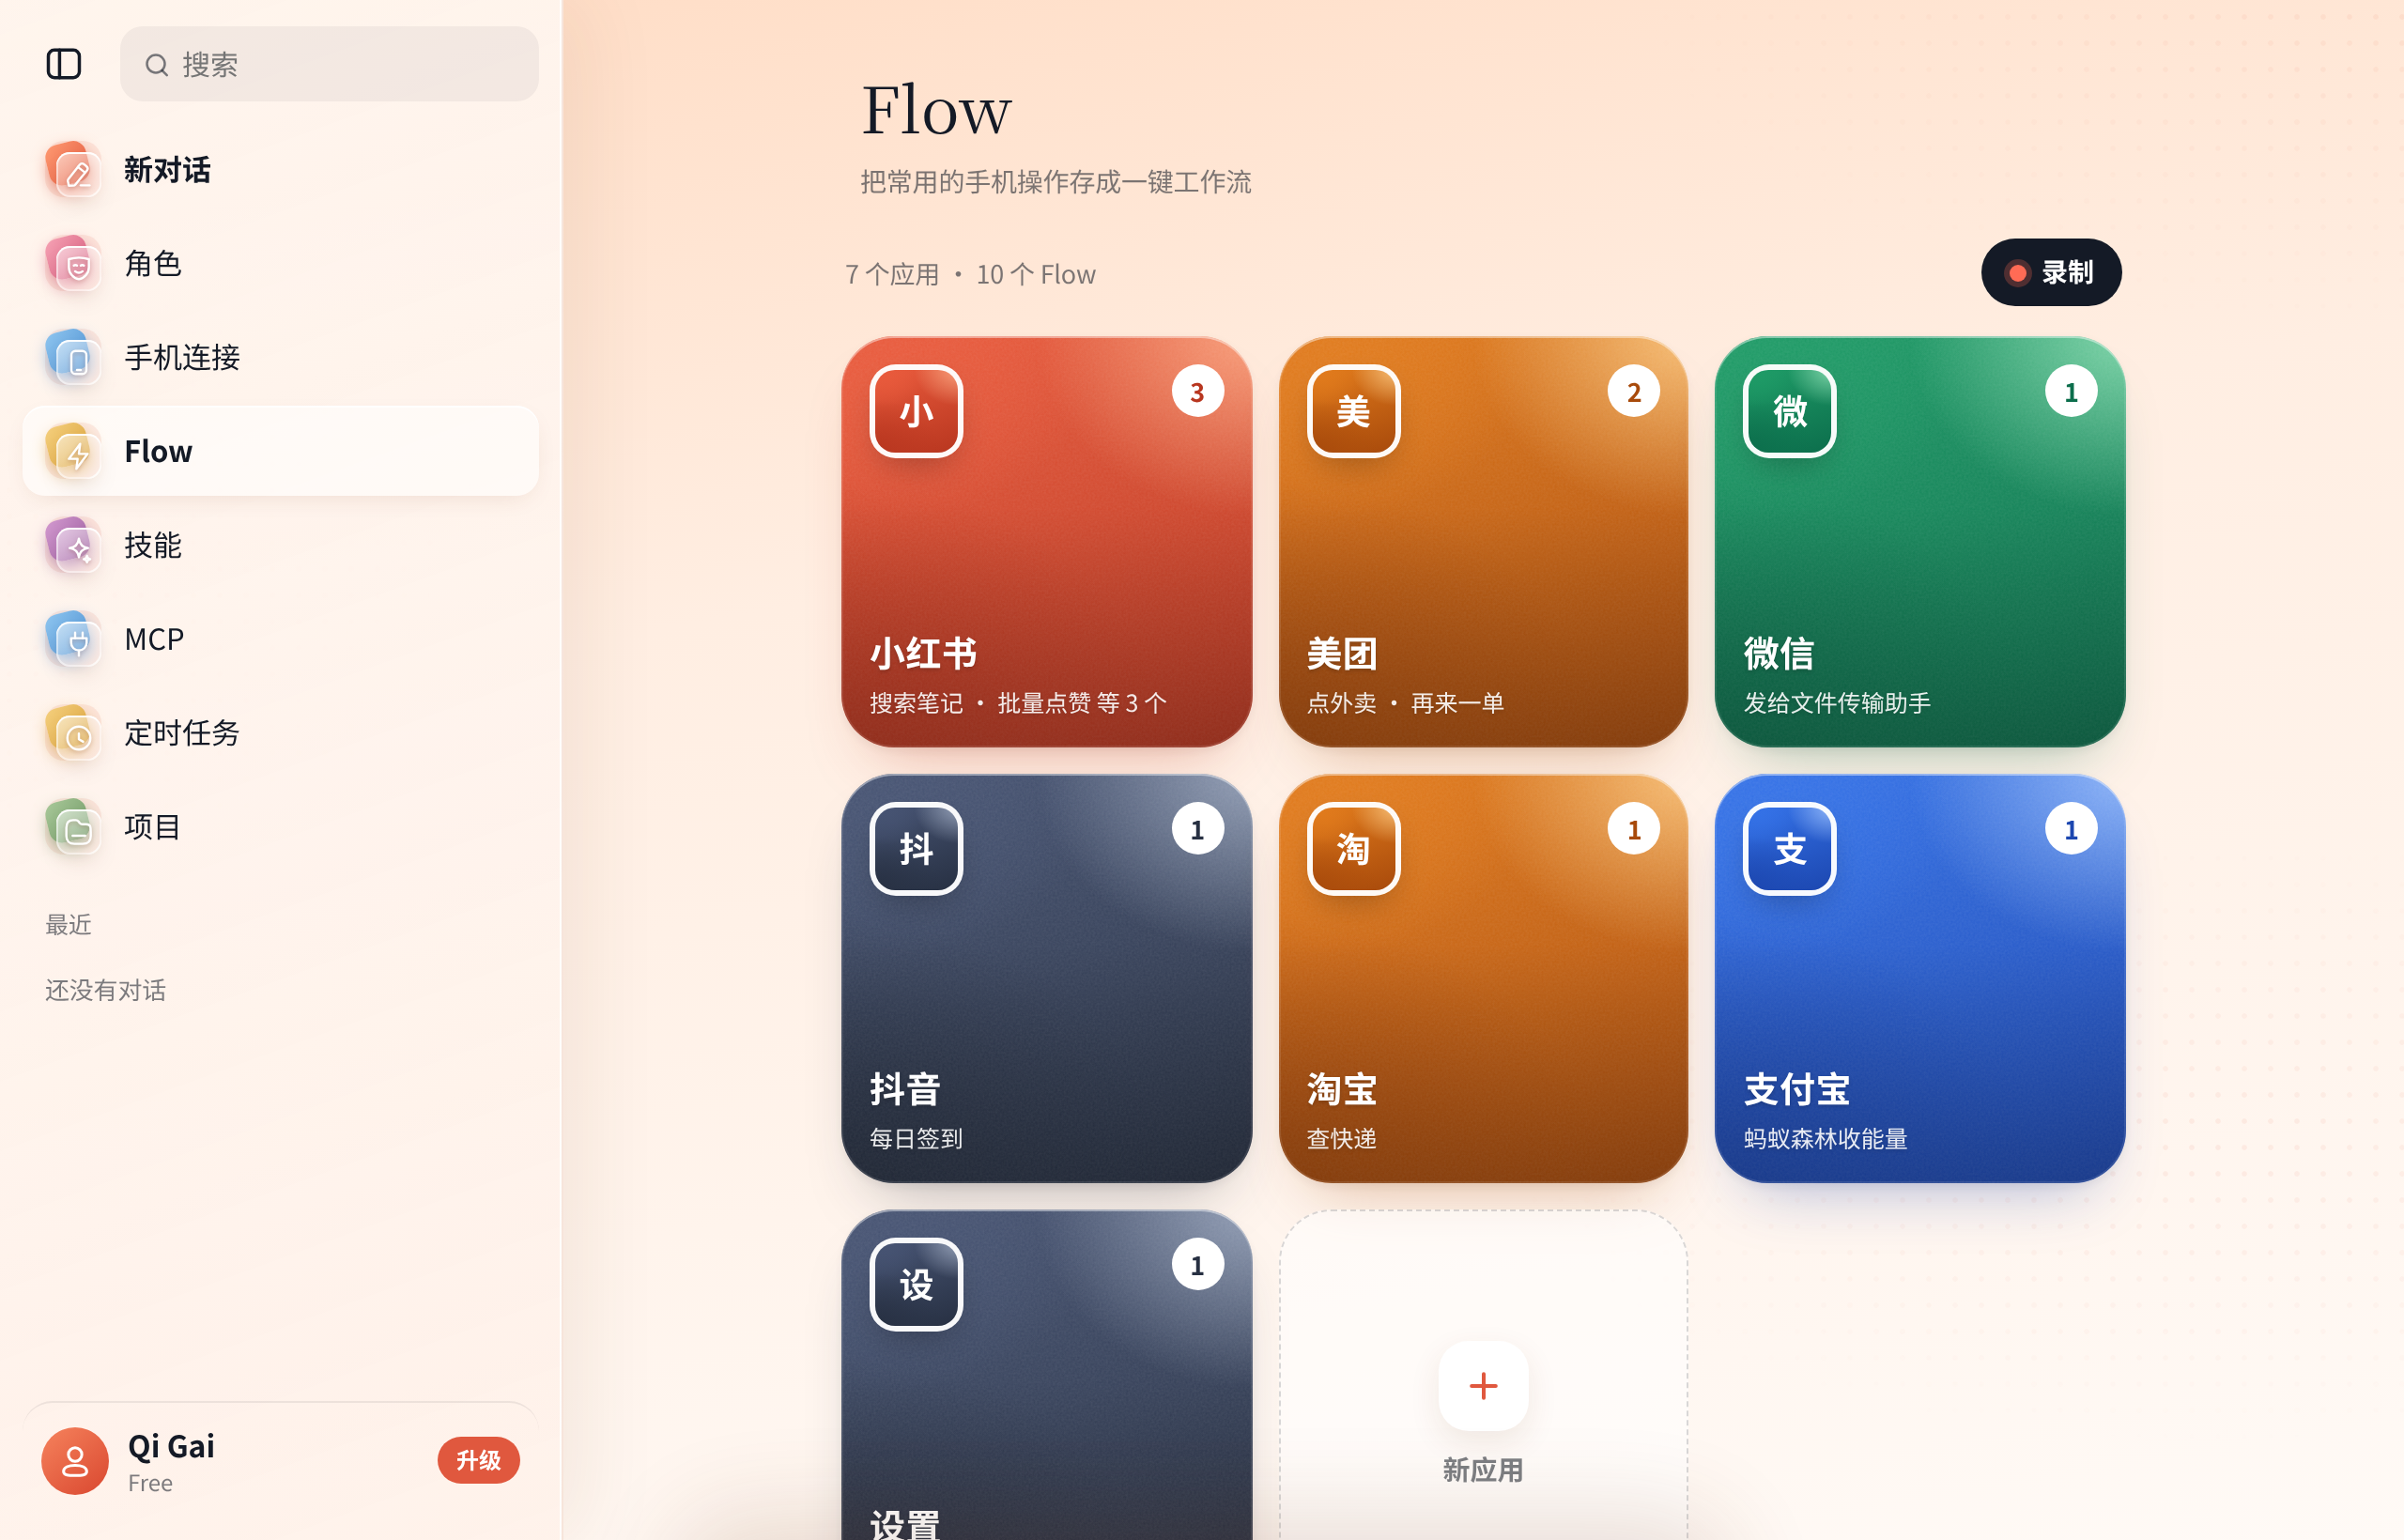 搜索
新对话
角色
手机连接
Flow
技能
MCP
定时任务
项目
最近
还没有对话
Qi Gai
Free
升级
Flow
把常用的手机操作存成一键工作流
7 个应用 · 10 个 Flow
录制
小
3
小红书
搜索笔记 · 批量点赞 等 3 个
美
2
美团
点外卖 · 再来一单
微
1
微信
发给文件传输助手
抖
1
抖音
每日签到
淘
1
淘宝
查快递
支
1
支付宝
蚂蚁森林收能量
设
1
设置
新应用